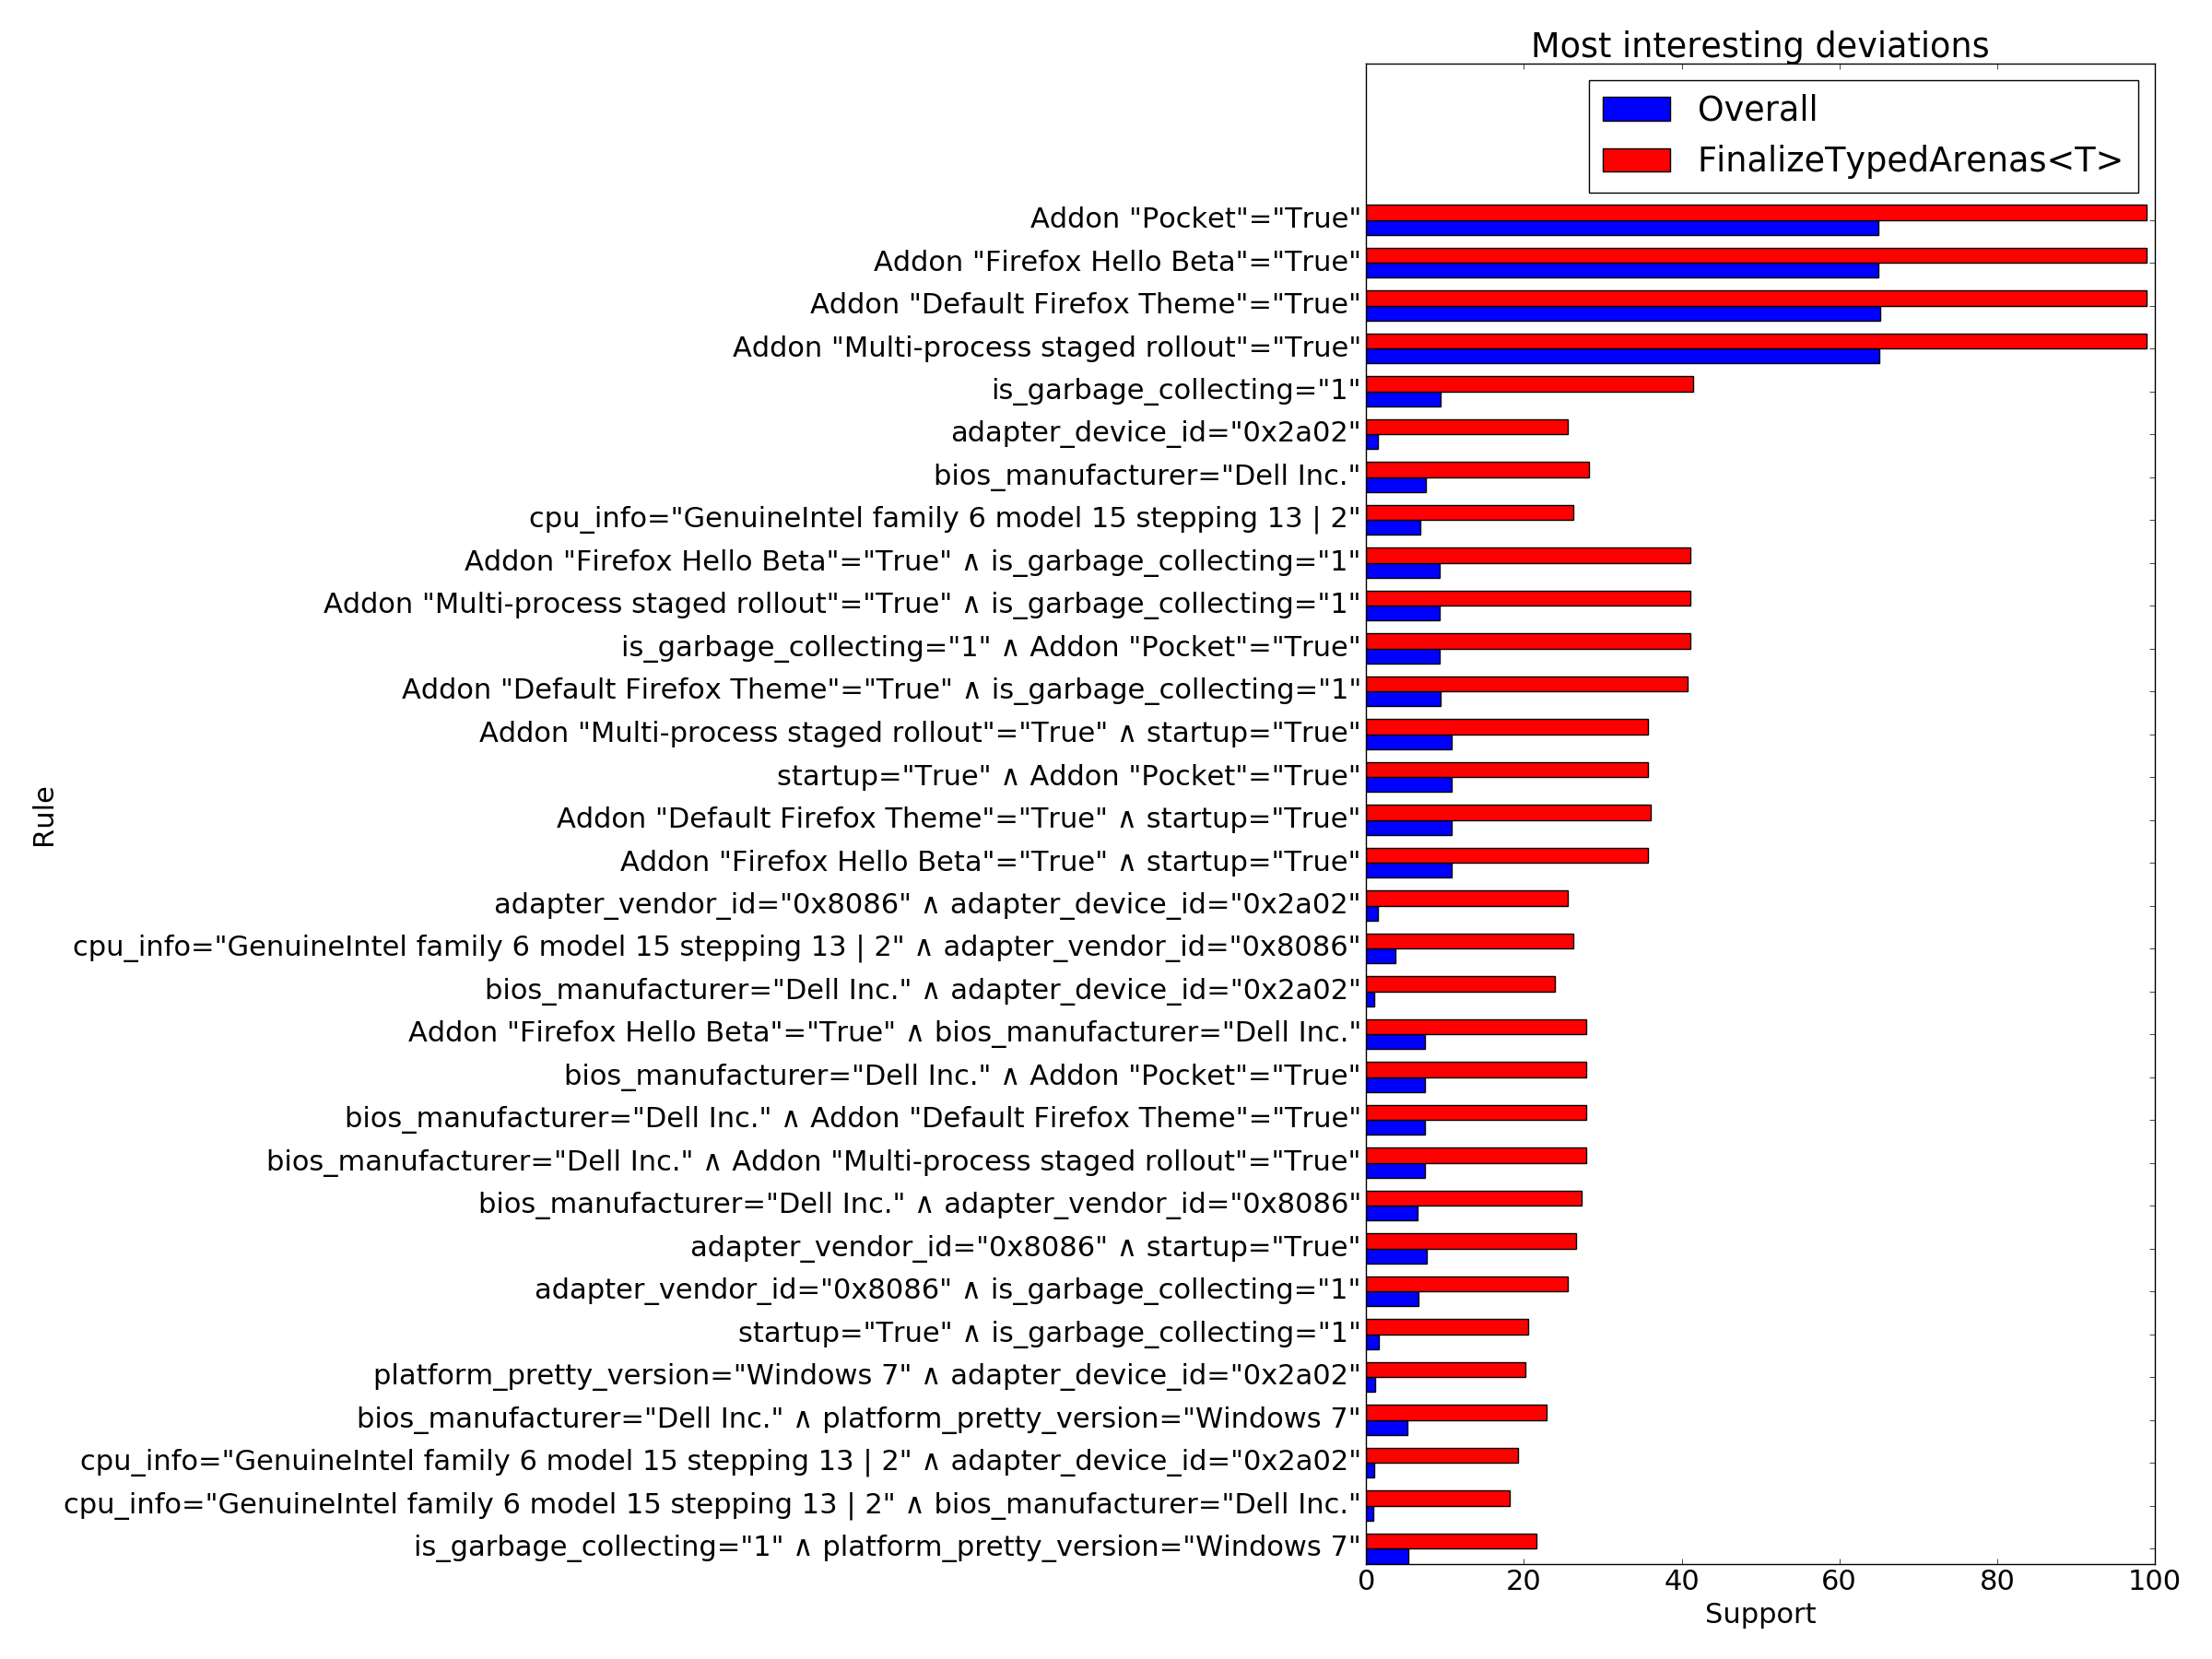 Most interesting deviations
Overall
FinalizeTypedArenas<T>
Addon "Pocket"="True"
Addon "Firefox Hello Beta"="True"
Addon "Default Firefox Theme"="True"
Addon "Multi-process staged rollout"="True"
is_garbage_collecting="1"
adapter_device_id="0x2a02"
bios_manufacturer="Dell Inc."
cpu_info="GenuineIntel family 6 model 15 stepping 13 | 2"
Addon "Firefox Hello Beta"="True" ∧ is_garbage_collecting="1"
Addon "Multi-process staged rollout"="True" ∧ is_garbage_collecting="1"
is_garbage_collecting="1" ∧ Addon "Pocket"="True"
Addon "Default Firefox Theme"="True" ∧ is_garbage_collecting="1"
Addon "Multi-process staged rollout"="True" ∧ startup="True"
startup="True" ∧ Addon "Pocket"="True"
Addon "Default Firefox Theme"="True" ∧ startup="True"
Addon "Firefox Hello Beta"="True" ∧ startup="True"
adapter_vendor_id="0x8086" ∧ adapter_device_id="0x2a02"
cpu_info="GenuineIntel family 6 model 15 stepping 13 | 2" ∧ adapter_vendor_id="0x8086"
bios_manufacturer="Dell Inc." ∧ adapter_device_id="0x2a02"
Addon "Firefox Hello Beta"="True" ∧ bios_manufacturer="Dell Inc."
bios_manufacturer="Dell Inc." ∧ Addon "Pocket"="True"
bios_manufacturer="Dell Inc." ∧ Addon "Default Firefox Theme"="True"
bios_manufacturer="Dell Inc." ∧ Addon "Multi-process staged rollout"="True"
bios_manufacturer="Dell Inc." ∧ adapter_vendor_id="0x8086"
adapter_vendor_id="0x8086" ∧ startup="True"
adapter_vendor_id="0x8086" ∧ is_garbage_collecting="1"
startup="True" ∧ is_garbage_collecting="1"
platform_pretty_version="Windows 7" ∧ adapter_device_id="0x2a02"
bios_manufacturer="Dell Inc." ∧ platform_pretty_version="Windows 7"
cpu_info="GenuineIntel family 6 model 15 stepping 13 | 2" ∧ adapter_device_id="0x2a02"
cpu_info="GenuineIntel family 6 model 15 stepping 13 | 2" ∧ bios_manufacturer="Dell Inc."
is_garbage_collecting="1" ∧ platform_pretty_version="Windows 7"
Rule
0 20 40 60 80 100
Support